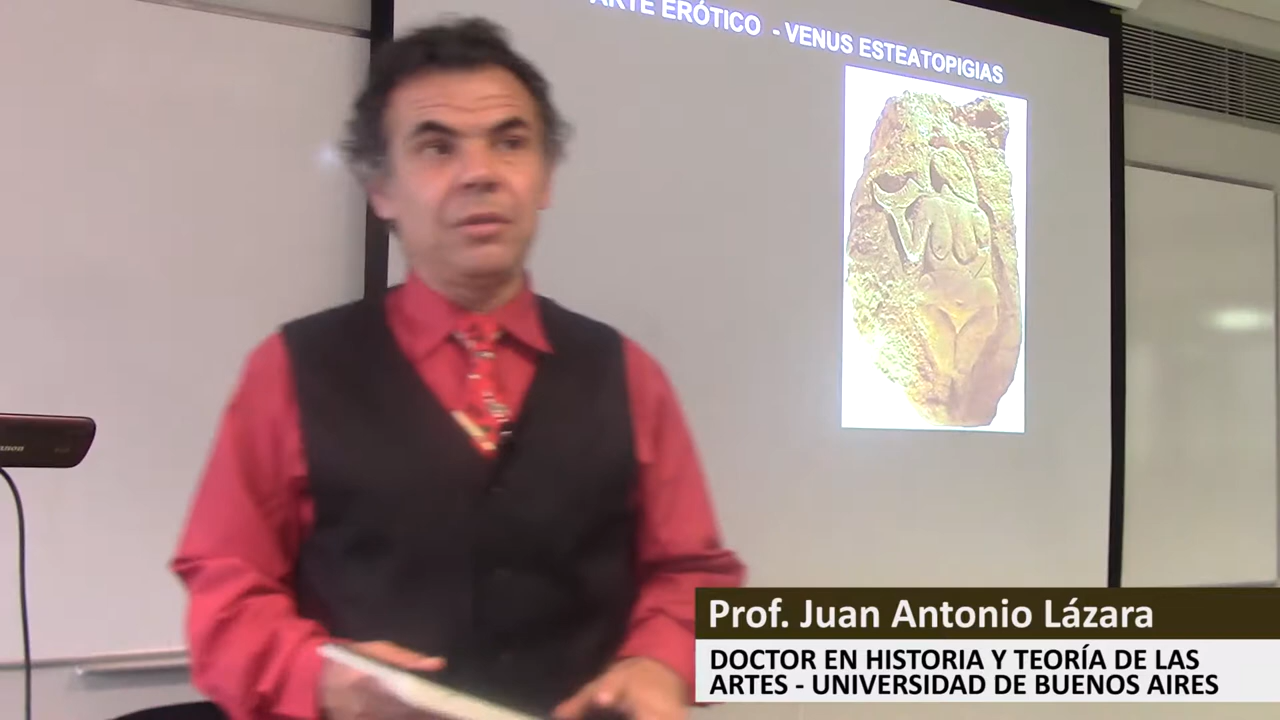 ARTE ERÓTICO - VENUS ESTEATOPIGIAS
Prof. Juan Antonio Lázara
DOCTOR EN HISTORIA Y TEORÍA DE LAS
ARTES - UNIVERSIDAD DE BUENOS AIRES